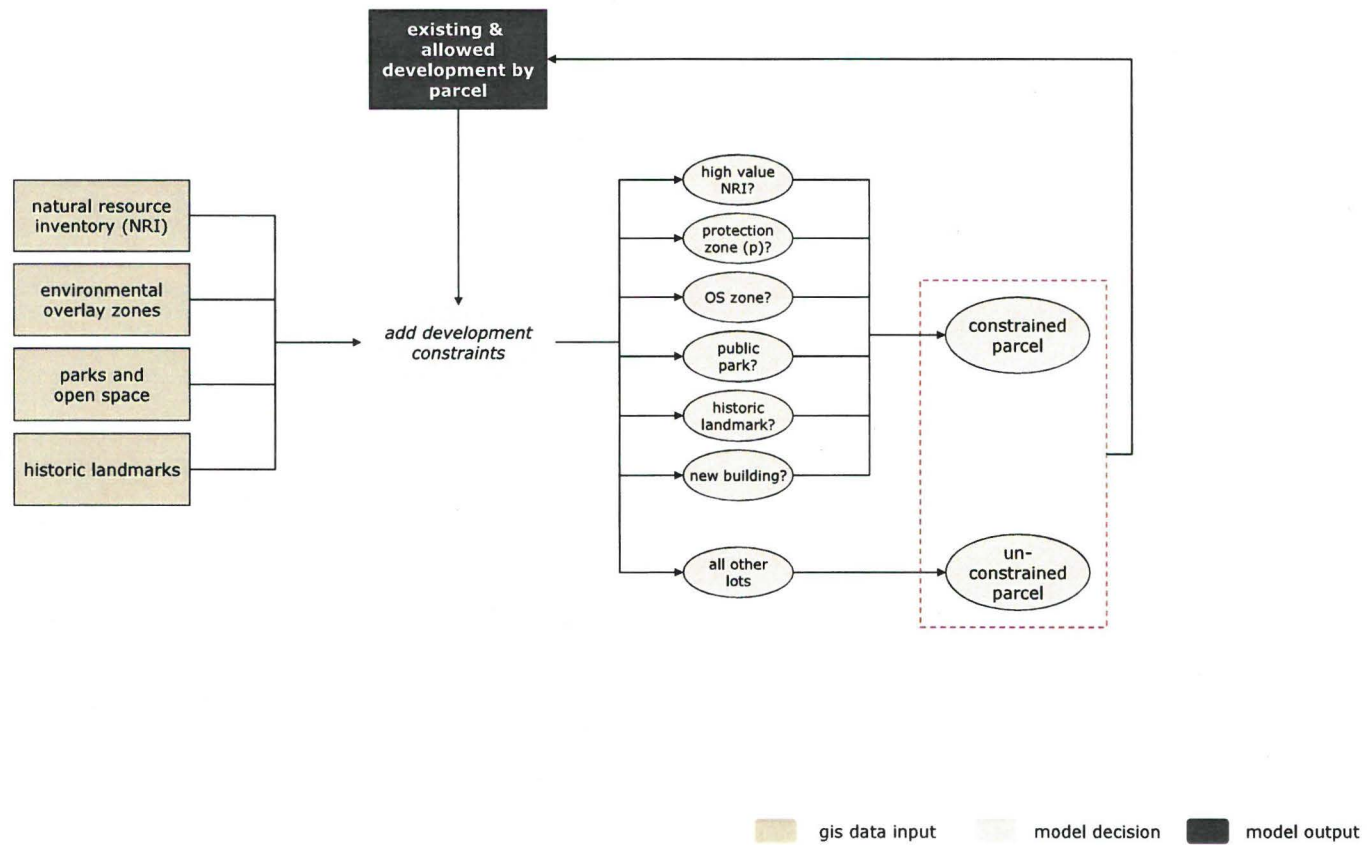 existing &
allowed
development by
parcel
natural resource
inventory (NRI)
environmental
overlay zones
parks and
open space
historic landmarks
add development
constraints
high value
NRI?
protection
zone (p)?
OS zone?
public
park?
historic
landmark?
new building?
all other
lots
constrained
parcel
un-
constrained
parcel
gis data input
model decision
model output